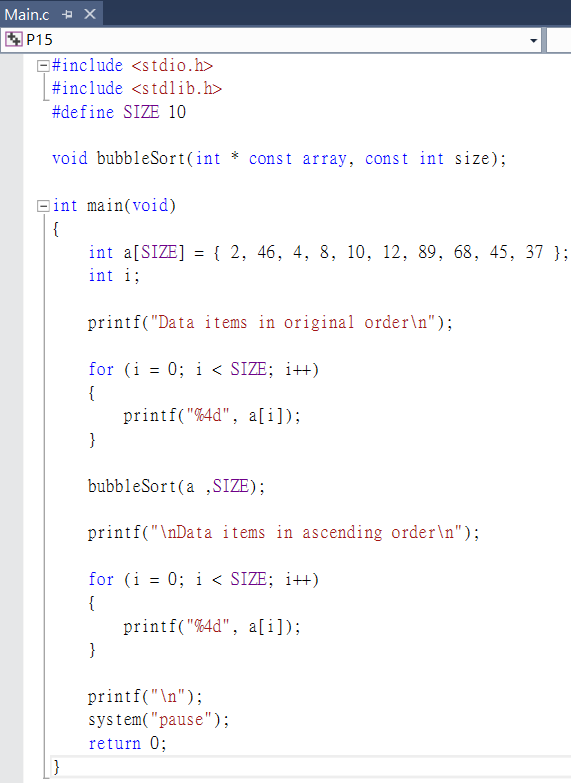 Main.c
P15
#include <stdio.h>
#include <stdlib.h>
#define SIZE 10
void bubbleSort(int * const array, const int size);
int main(void)
{
int a[SIZE] = { 2, 46, 4, 8, 10, 12, 89, 68, 45, 37 };
int i;
printf("Data items in original order\n");
for (i = 0; i < SIZE; i++)
{
printf("%4d", a[i]);
}
bubbleSort(a ,SIZE);
printf("\nData items in ascending order\n");
for (i = 0; i < SIZE; i++)
{
printf("%4d", a[i]);
}
printf("\n");
system("pause");
return 0;
}